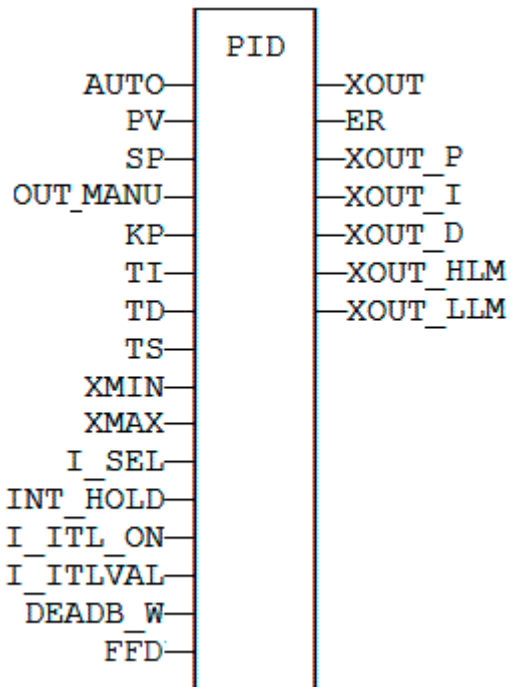 PID
AUTO XOUT
PV ER
SP XOUT_P
OUT_MANU XOUT_I
KP XOUT_D
TI XOUT_HLM
TD XOUT_LLM
TS
XMIN
XMAX
I_SEL
INT_HOLD
I_ITL_ON
I_ITLVAL
DEADB_W
FFD